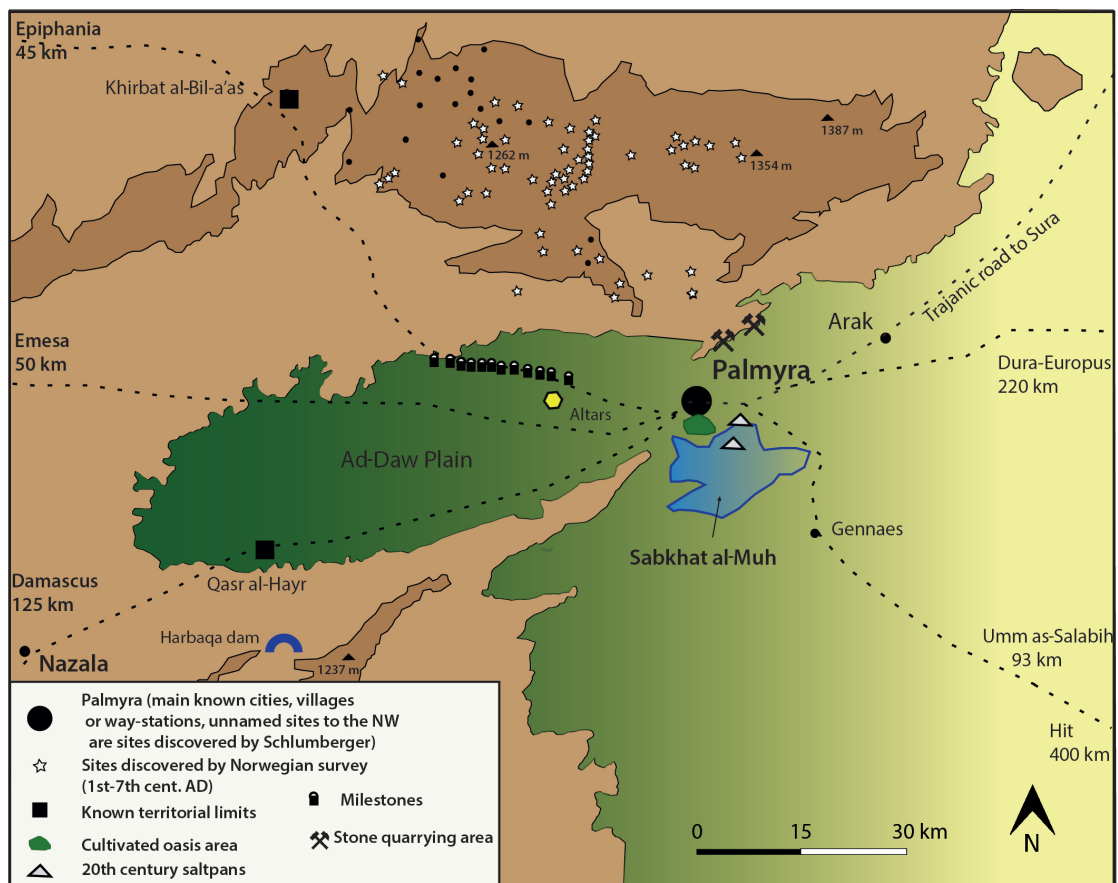 Epiphania
45 km
Khirbat al-Bil-a'as
1387 m
1262 m
1354 m
Trajanic road to Sura
Arak
Emesa
50 km
Palmyra
Dura-Europus
220 km
Altars
Ad-Daw Plain
Gennaes
Sabkhat al-Muh
Damascus
125 km
Qasr al-Hayr
Harbaqa dam
Nazala
1237 m
Umm as-Salabih
93 km
Hit
400 km
Palmyra (main known cities, villages
or way-stations, unnamed sites to the NW
are sites discovered by Schlumberger)
Sites discovered by Norwegian survey
(1st-7th cent. AD)
Known territorial limits
Milestones
Cultivated oasis area
Stone quarrying area
20th century saltpans
0 15 30 km
N